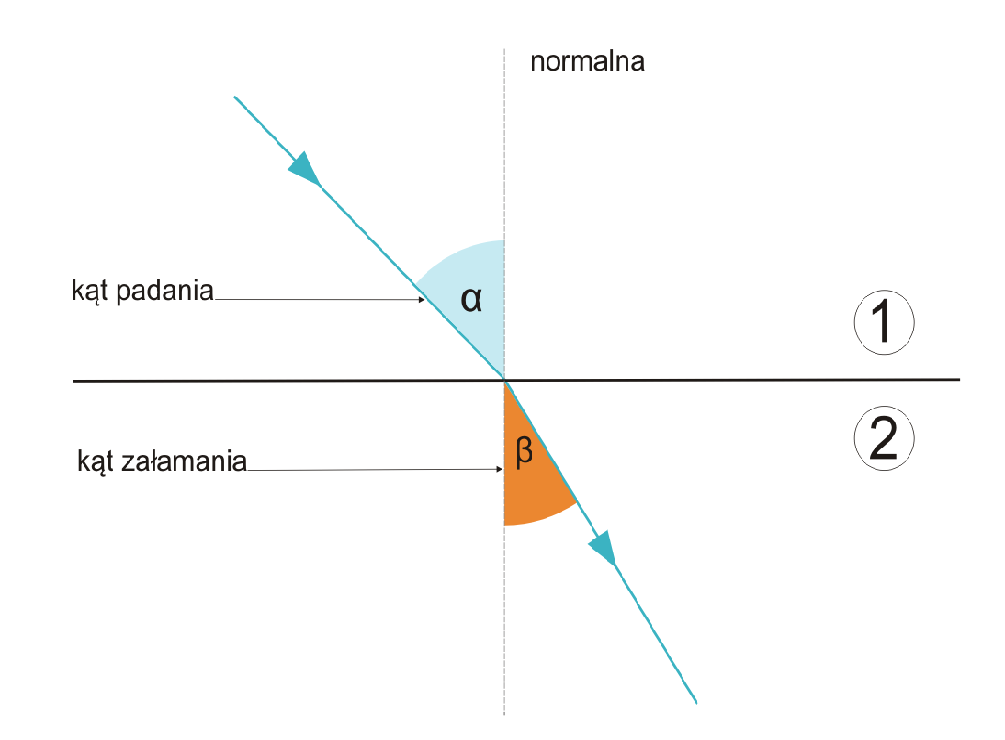 normalna
kąt padania
α
1
kąt załamania
β
2